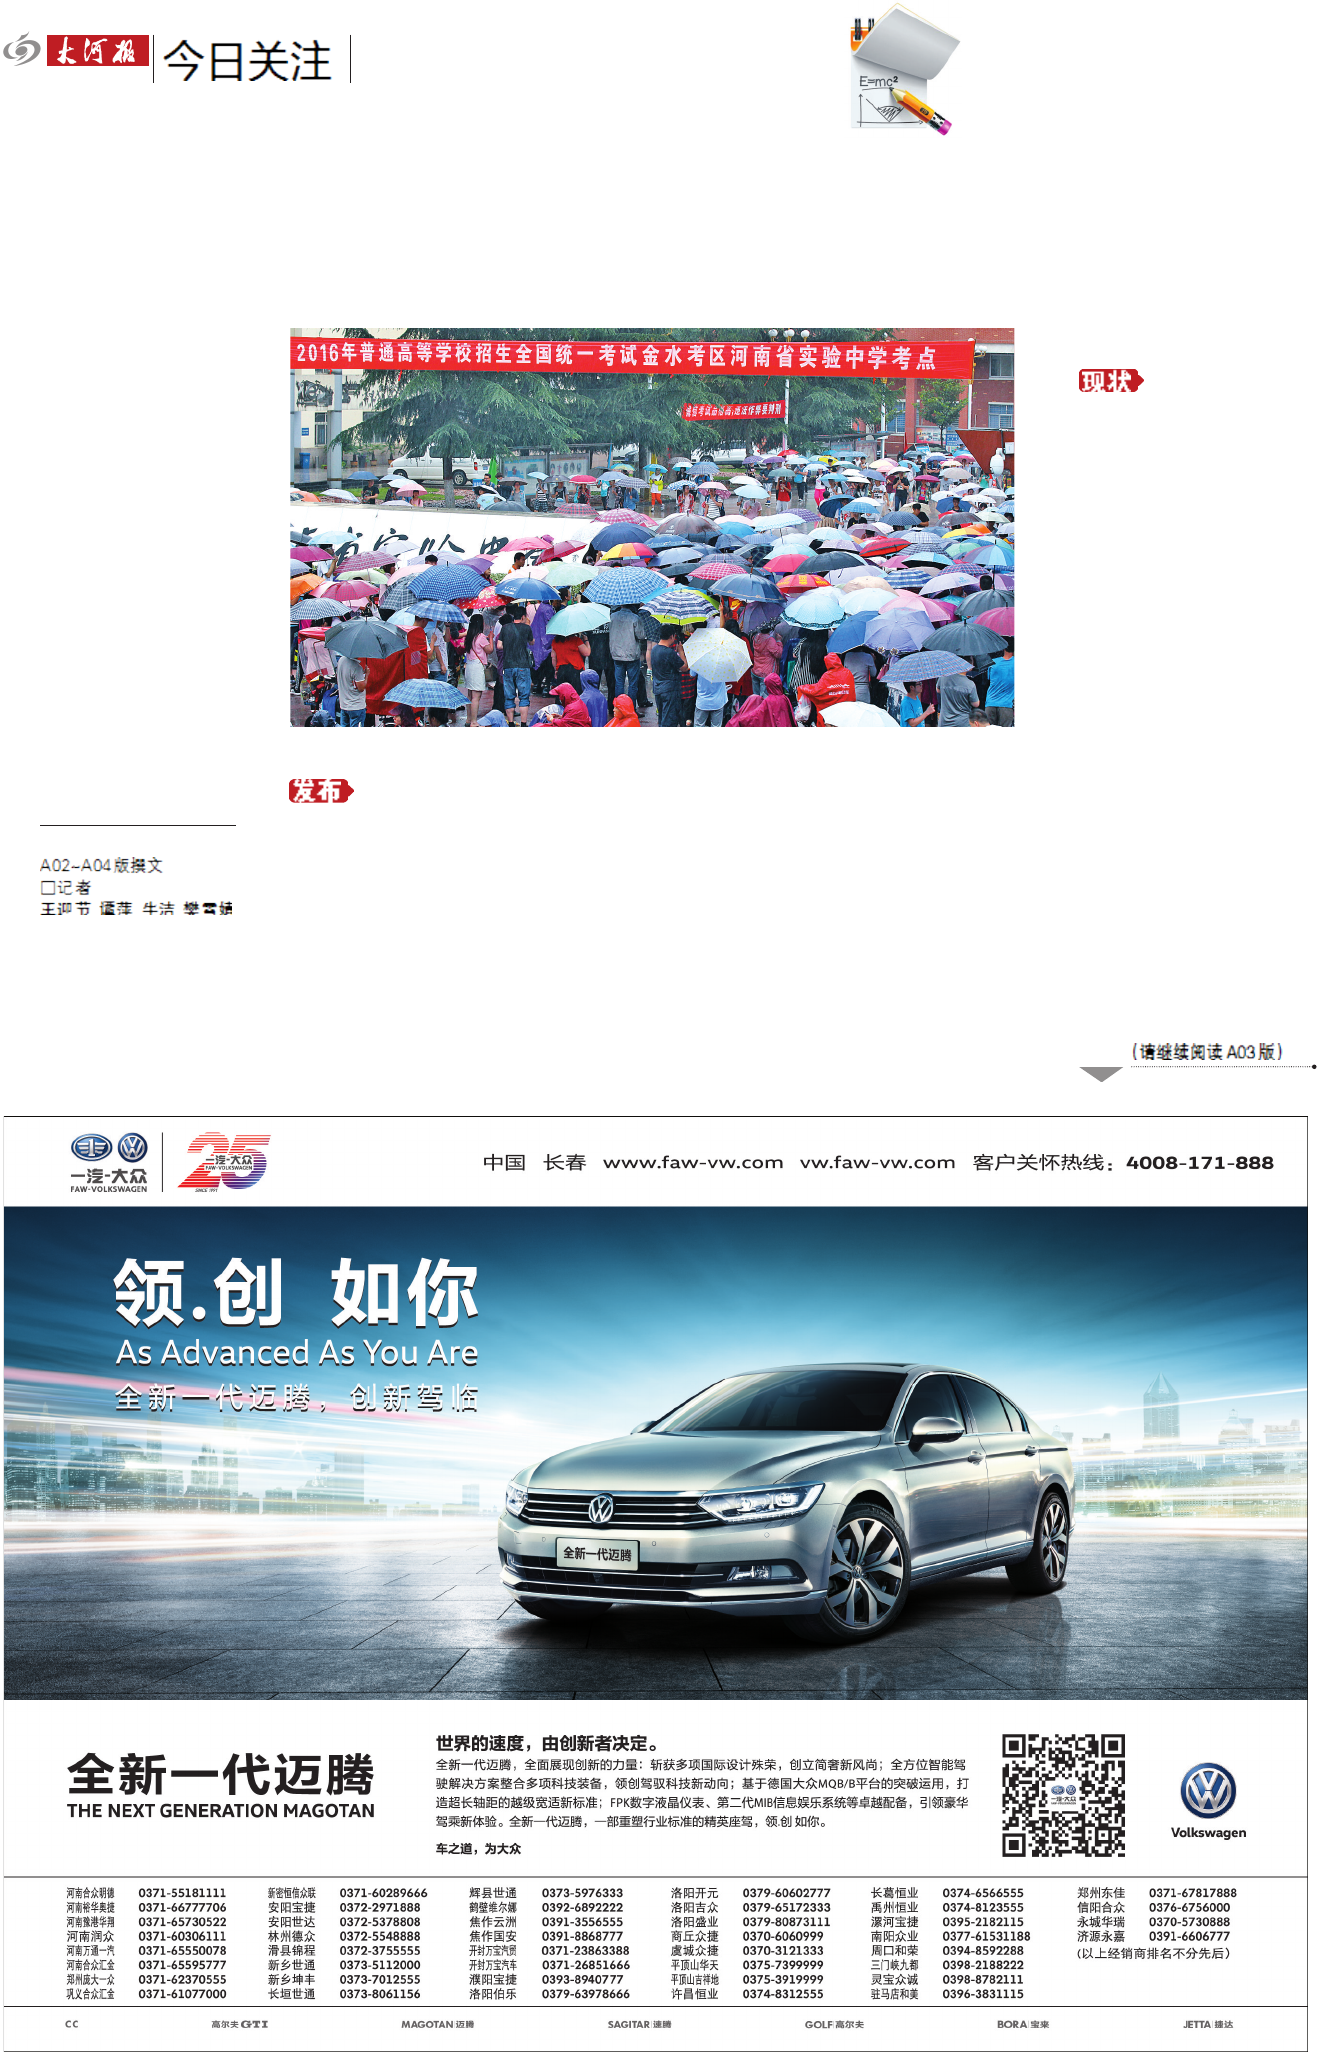 大河报
今日关注
E=mc²
2016年普通高等学校招生全国统一考试金水考区河南省实验中学考点
现状
发布
A02~A04版撰文
□记者
王迎节 谭萍 牛洁 樊雪婧
(请继续阅读A03版)
一汽-大众
FAW-VOLKSWAGEN
25
一汽-大众
FAW-VOLKSWAGEN
SINCE 1991
中国 长春 www.faw-vw.com vw.faw-vw.com 客户关怀热线：4008-171-888
领.创 如你
As Advanced As You Are
全新一代迈腾，创新驾临
全新一代迈腾
全新一代迈腾
THE NEXT GENERATION MAGOTAN
世界的速度，由创新者决定。
全新一代迈腾，全面展现创新的力量：斩获多项国际设计殊荣，创立简奢新风尚；全方位智能驾
驶解决方案整合多项科技装备，领创驾驭科技新动向；基于德国大众MQB/B平台的突破运用，打
造超长轴距的越级宽适新标准；FPK数字液晶仪表、第二代MIB信息娱乐系统等卓越配备，引领豪华
驾乘新体验。全新一代迈腾，一部重塑行业标准的精英座驾，领.创 如你。
车之道，为大众
一汽-大众
Volkswagen
河南合众明德 0371-55181111 新密恒信众联 0371-60289666 辉县世通 0373-5976333 洛阳开元 0379-60602777 长葛恒业 0374-6566555 郑州东佳 0371-67817888
河南裕华奥捷 0371-66777706 安阳宝捷 0372-2971888 鹤壁维尔娜 0392-6892222 洛阳吉众 0379-65172333 禹州恒业 0374-8123555 信阳合众 0376-6756000
河南豫港华翔 0371-65730522 安阳世达 0372-5378808 焦作云洲 0391-3556555 洛阳盛业 0379-80873111 漯河宝捷 0395-2182115 永城华瑞 0370-5730888
河南润众 0371-60306111 林州德众 0372-5548888 焦作国安 0391-8868777 商丘众捷 0370-6060999 南阳众业 0377-61531188 济源永嘉 0391-6606777
河南万通一汽 0371-65550078 滑县锦程 0372-3755555 开封万宝汽贸 0371-23863388 虞城众捷 0370-3121333 周口和荣 0394-8592288 (以上经销商排名不分先后)
河南合众汇金 0371-65595777 新乡世通 0373-5112000 开封万宝汽车 0371-26851666 平顶山华天 0375-7399999 三门峡九都 0398-2188222
郑州庞大一众 0371-62370555 新乡坤丰 0373-7012555 濮阳宝捷 0393-8940777 平顶山吉祥地 0375-3919999 灵宝众诚 0398-8782111
巩义合众汇金 0371-61077000 长垣世通 0373-8061156 洛阳伯乐 0379-63978666 许昌恒业 0374-8312555 驻马店和美 0396-3831115
CC 高尔夫GTI MAGOTAN 迈腾 SAGITAR 速腾 GOLF 高尔夫 BORA 宝来 JETTA 捷达